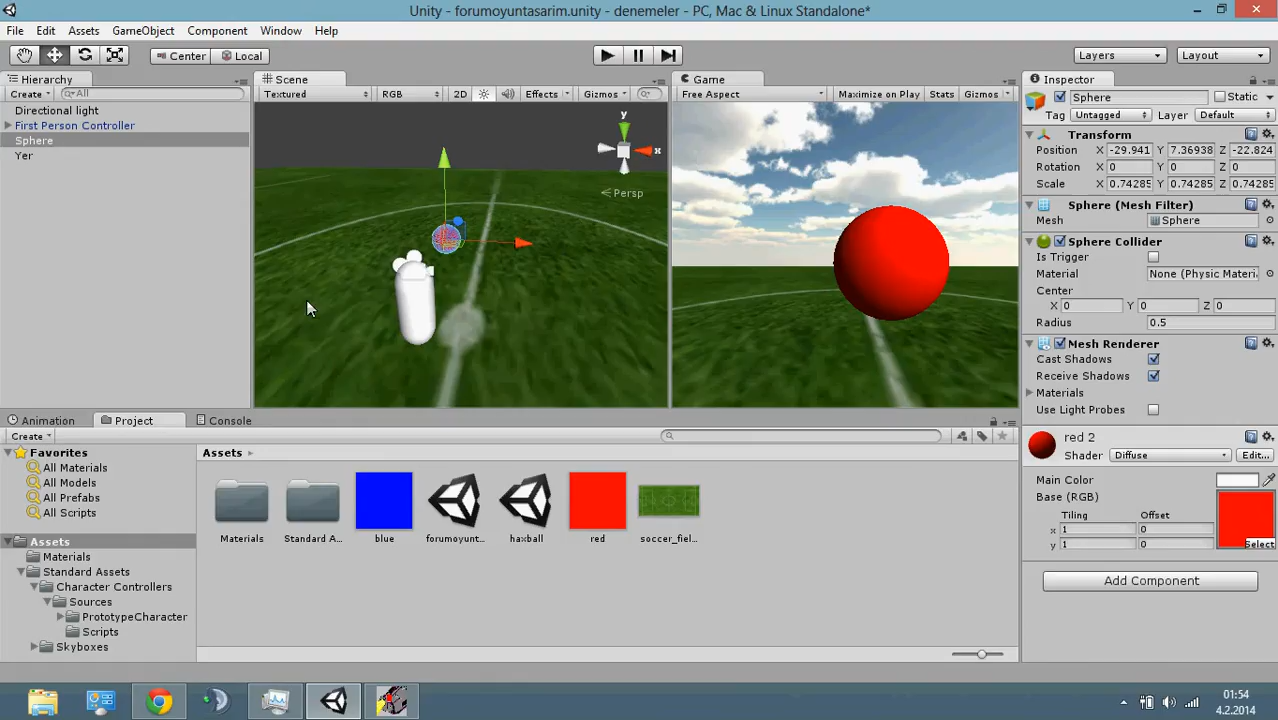 Unity - forumoyuntasarim.unity - denemeler - PC, Mac & Linux Standalone*
File Edit Assets GameObject Component Window Help
Center Local Layers Layout
Hierarchy Scene Game Inspector
Create All Textured RGB 2D Effects Gizmos Free Aspect Maximize on Play Stats Gizmos Sphere Static
Directional light
First Person Controller
Sphere
Yer
y
x
Persp
Tag Untagged Layer Default
Transform
Position X -29.941 Y 7.36938 Z -22.824
Rotation X 0 Y 0 Z 0
Scale X 0.74285 Y 0.74285 Z 0.74285
Sphere (Mesh Filter)
Mesh Sphere
Sphere Collider
Is Trigger
Material None (Physic Materi
Center
X 0 Y 0 Z 0
Radius 0.5
Mesh Renderer
Cast Shadows
Receive Shadows
Materials
Use Light Probes
red 2
Shader Diffuse Edit...
Main Color
Base (RGB)
Tiling Offset
x 1 0
y 1 0
Select
Add Component
Animation Project Console
Create
Favorites
All Materials
All Models
All Prefabs
All Scripts
Assets
Materials
Standard Assets
Character Controllers
Sources
PrototypeCharacter
Scripts
Skyboxes
Assets
Materials Standard A... blue forumoyunt... haxball red soccer_fiel...
01:54
4.2.2014